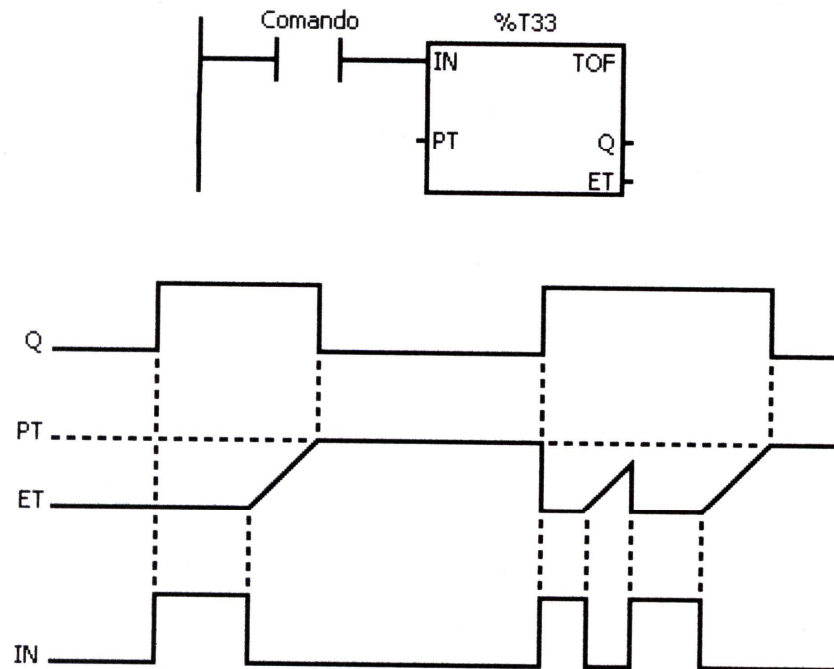 Comando %T33
IN TOF
PT Q
ET
Q
PT
ET
IN